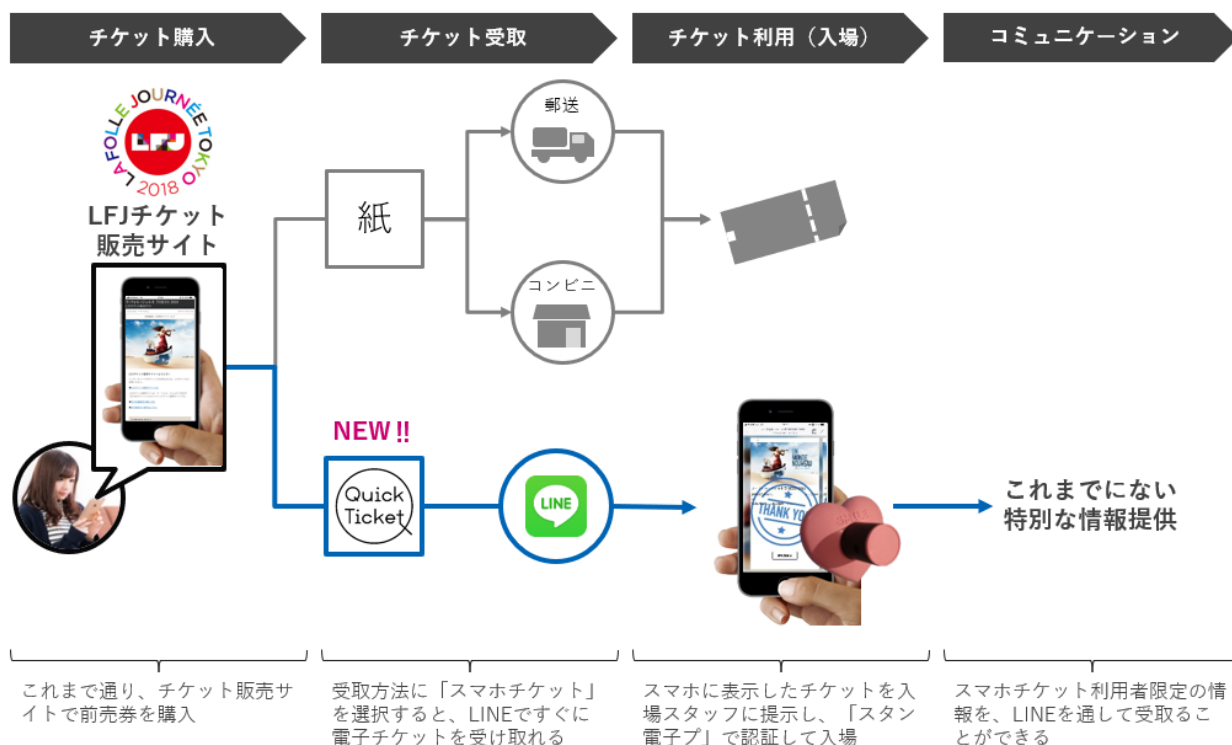 チケット購入
チケット受取
チケット利用（入場）
コミュニケーション
LA FOLLE JOURNÉE TOKYO
LFJ
2018
LFJチケット
販売サイト
紙
郵送
コンビニ
NEW !!
Quick
Ticket
LINE
THANK YOU
これまでにない
特別な情報提供
これまで通り、チケット販売サ
イトで前売券を購入
受取方法に「スマホチケット」
を選択すると、LINEですぐに
電子チケットを受け取れる
スマホに表示したチケットを入
場スタッフに提示し、「スタン
電子プ」で認証して入場
スマホチケット利用者限定の情
報を、LINEを通して受取るこ
とができる